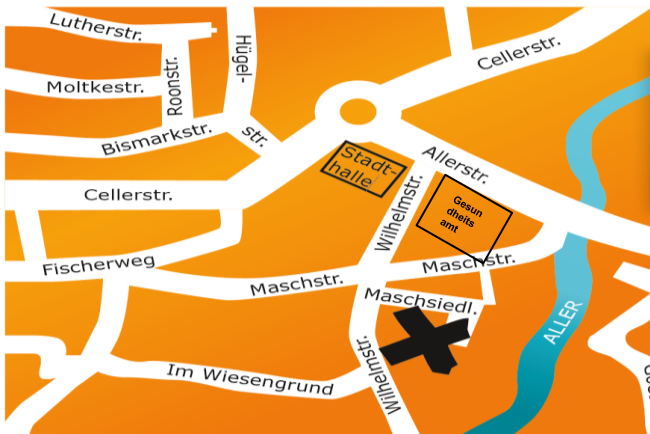 Lutherstr.
Hügel-
str.
Cellerstr.
Moltkestr.
Roonstr.
Bismarkstr.
Stadt-
halle
Allerstr.
Cellerstr.
Wilhelmstr.
Gesun
dheits
amt
Fischerweg
Maschstr.
Maschstr.
Maschsiedl.
ALLER
Im Wiesengrund
Wilhelmstr.